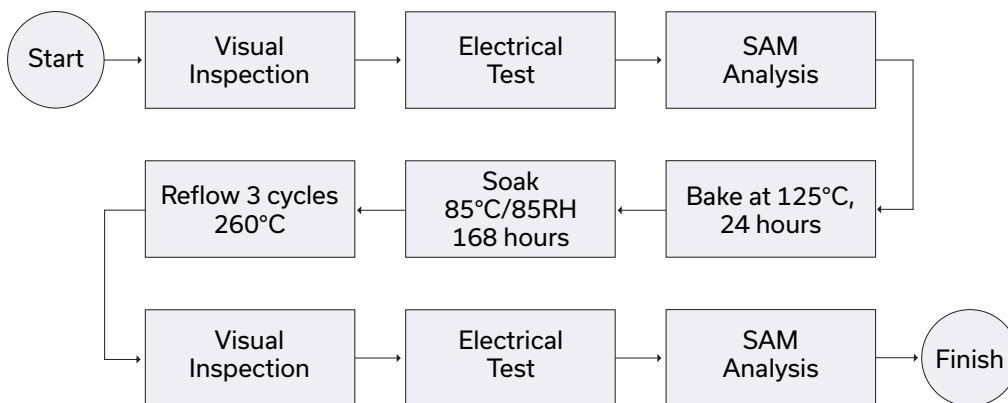 Start
Visual
Inspection
Electrical
Test
SAM
Analysis
Bake at 125°C,
24 hours
Soak
85°C/85RH
168 hours
Reflow 3 cycles
260°C
Visual
Inspection
Electrical
Test
SAM
Analysis
Finish